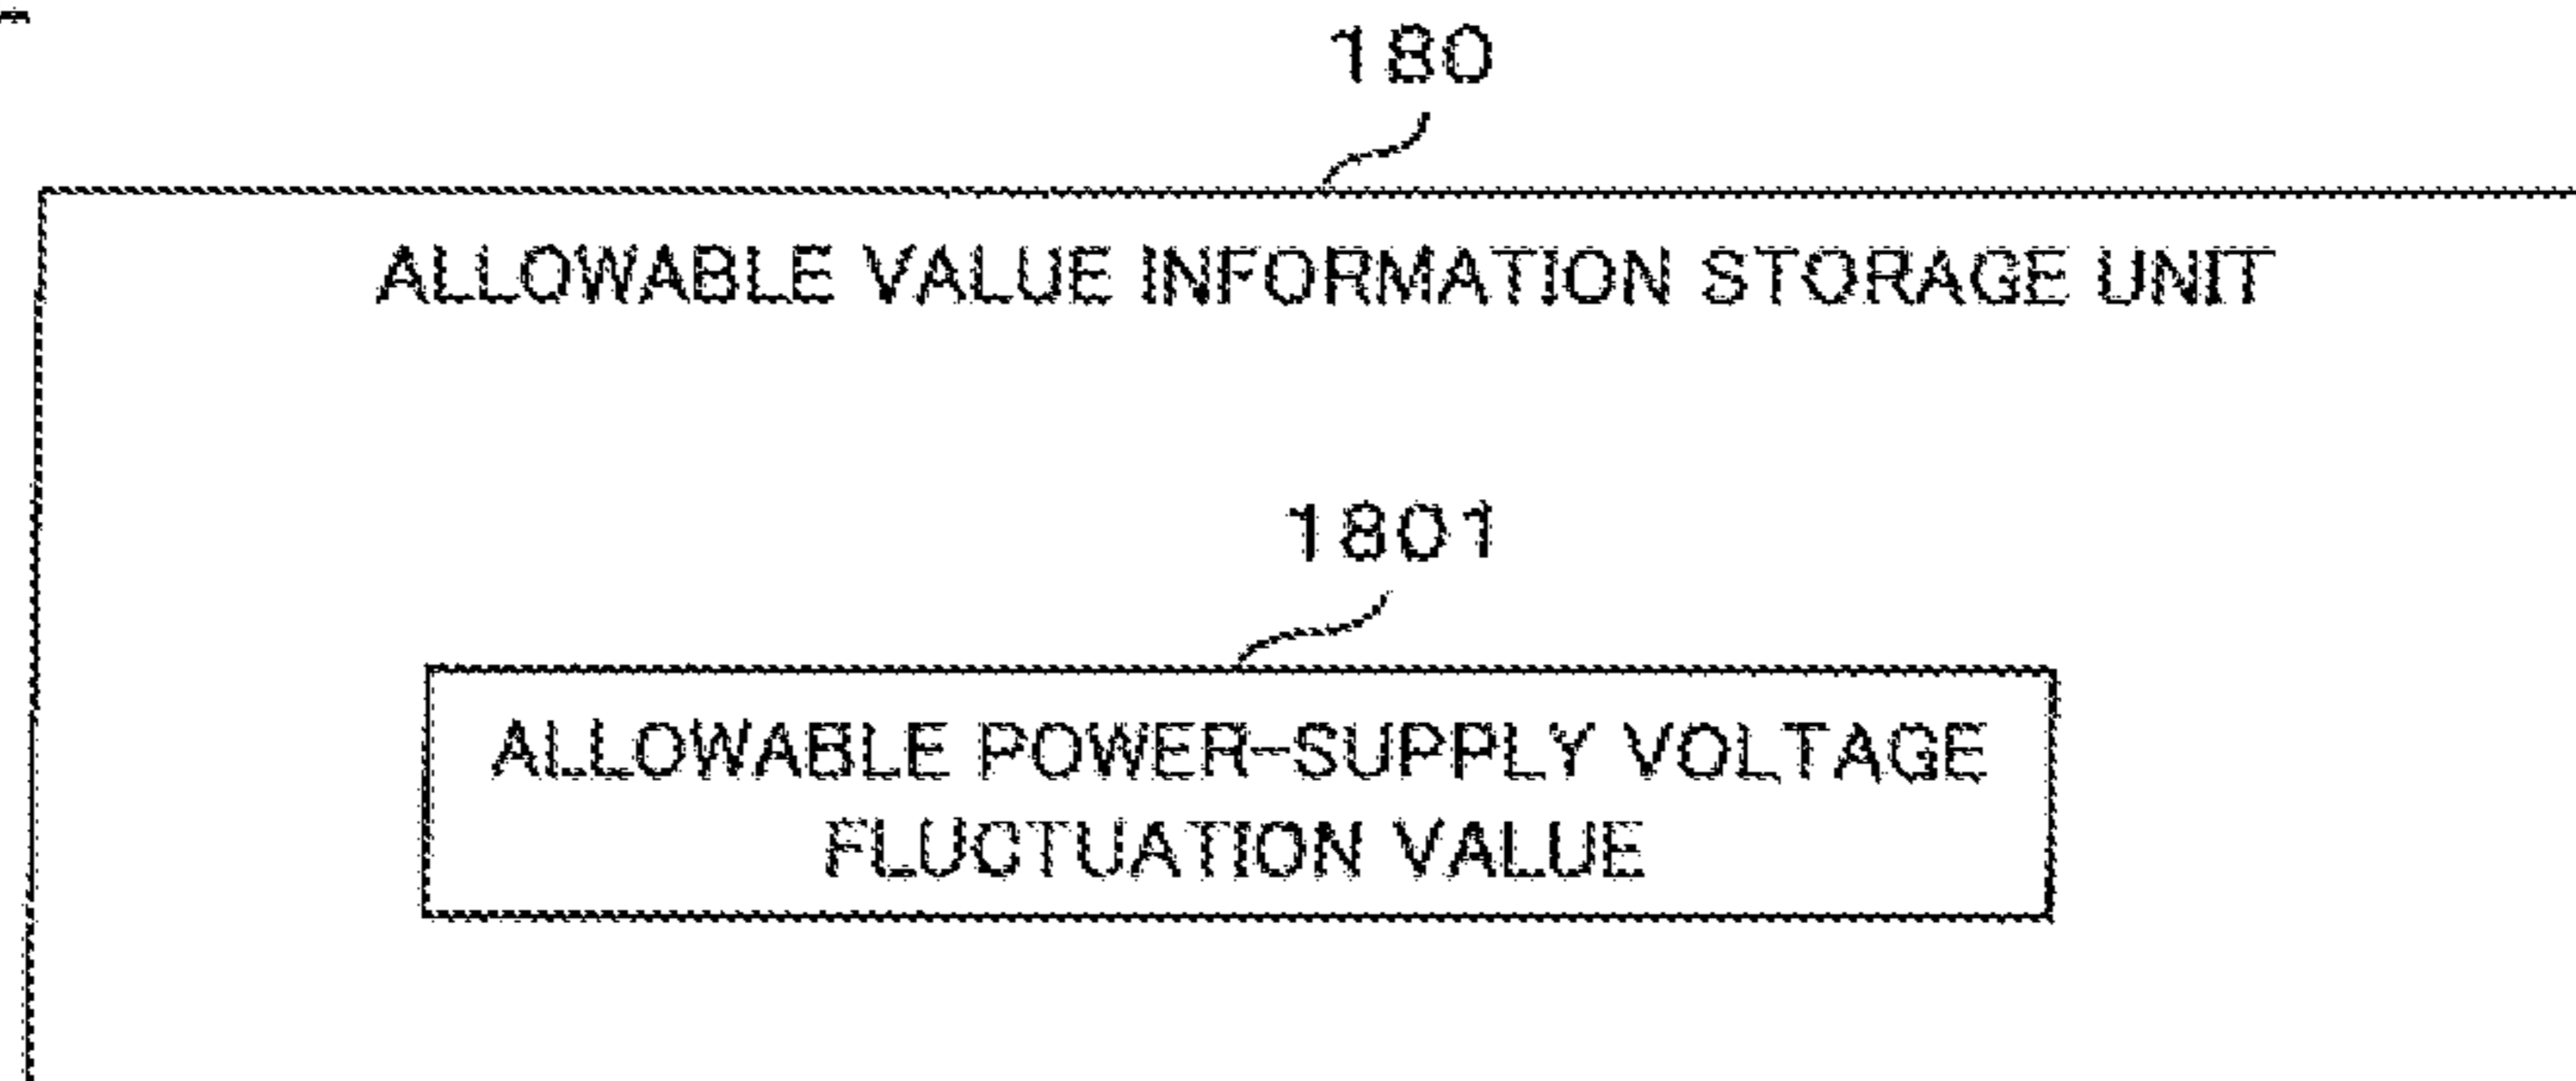 180
ALLOWABLE VALUE INFORMATION STORAGE UNIT
1801
ALLOWABLE POWER-SUPPLY VOLTAGE
FLUCTUATION VALUE